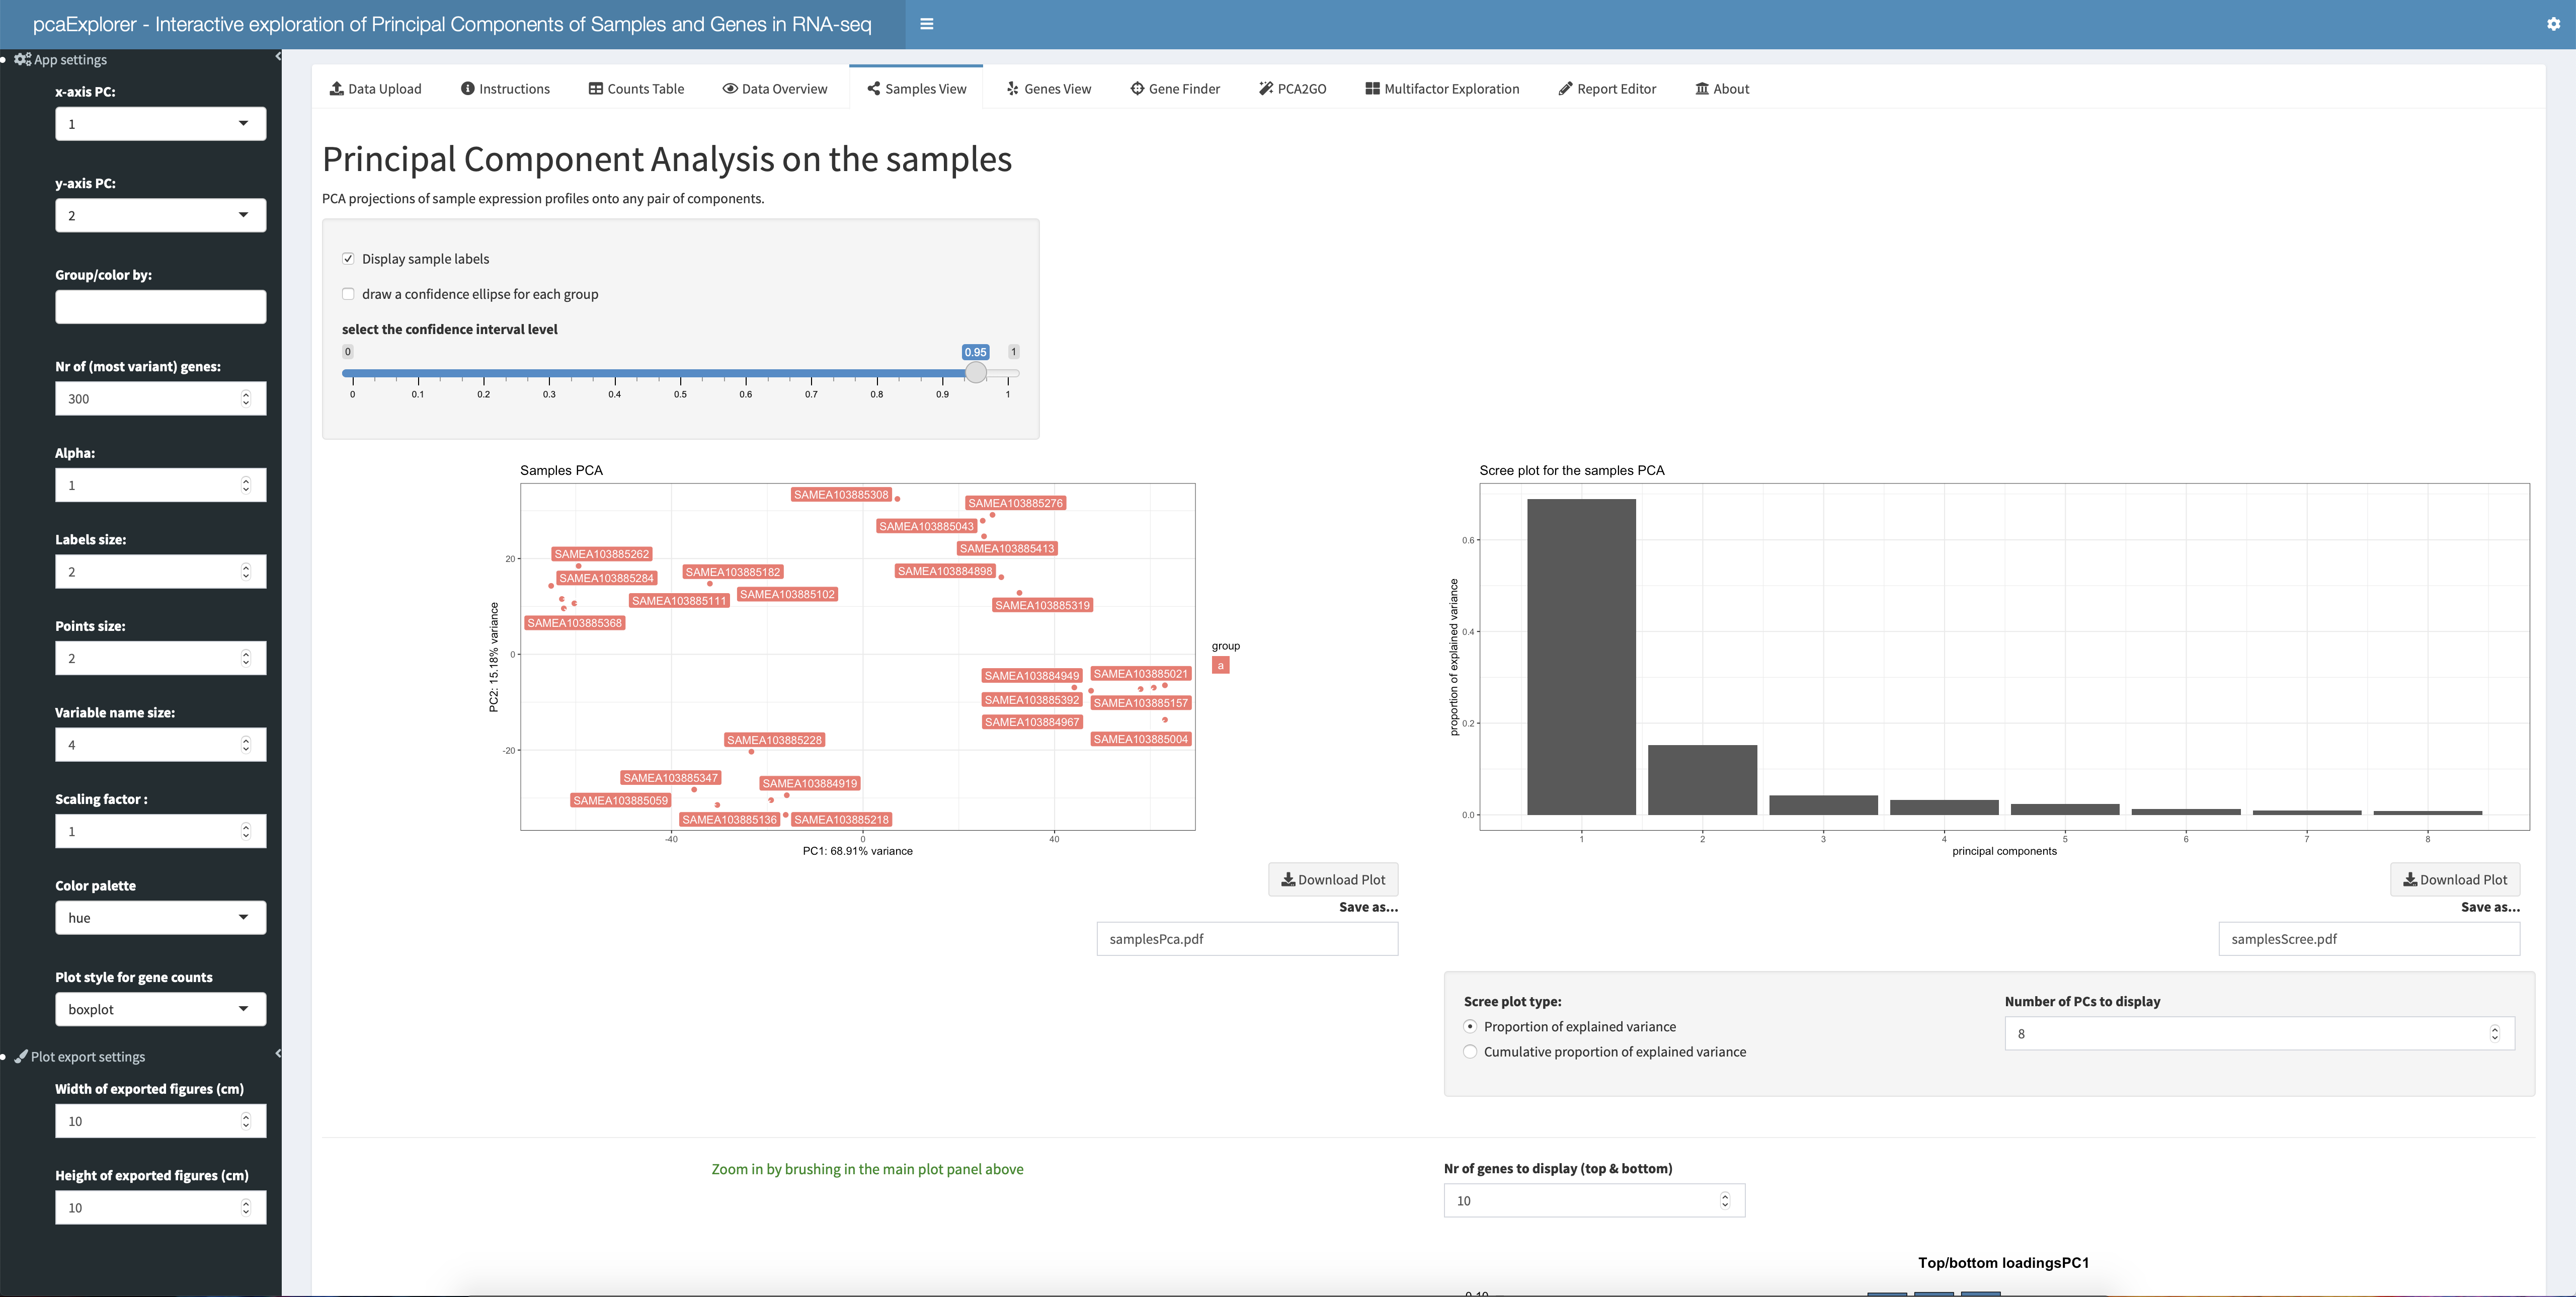 pcaExplorer - Interactive exploration of Principal Components of Samples and Genes in RNA-seq
App settings
x-axis PC:
1
y-axis PC:
2
Group/color by:
Nr of (most variant) genes:
300
Alpha:
1
Labels size:
2
Points size:
2
Variable name size:
4
Scaling factor :
1
Color palette
hue
Plot style for gene counts
boxplot
Plot export settings
Width of exported figures (cm)
10
Height of exported figures (cm)
10
Data Upload
Instructions
Counts Table
Data Overview
Samples View
Genes View
Gene Finder
PCA2GO
Multifactor Exploration
Report Editor
About
Principal Component Analysis on the samples
PCA projections of sample expression profiles onto any pair of components.
Display sample labels
draw a confidence ellipse for each group
select the confidence interval level
0 0.95 1
0 0.1 0.2 0.3 0.4 0.5 0.6 0.7 0.8 0.9 1
Samples PCA
SAMEA103885308
SAMEA103885276
SAMEA103885043
SAMEA103885413
SAMEA103885262
SAMEA103885284
SAMEA103885182
SAMEA103884898
SAMEA103885102
SAMEA103885111
SAMEA103885319
SAMEA103885368
SAMEA103884949
SAMEA103885021
SAMEA103885392
SAMEA103885157
SAMEA103884967
SAMEA103885004
SAMEA103885228
SAMEA103885347
SAMEA103884919
SAMEA103885059
SAMEA103885136
SAMEA103885218
20
0
-20
PC2: 15.18% variance
-40 0 40
PC1: 68.91% variance
group
a
Download Plot
Save as...
samplesPca.pdf
Scree plot for the samples PCA
proportion of explained variance
0.6
0.4
0.2
0.0
1 2 3 4 5 6 7 8
principal components
Download Plot
Save as...
samplesScree.pdf
Scree plot type:
Proportion of explained variance
Cumulative proportion of explained variance
Number of PCs to display
8
Zoom in by brushing in the main plot panel above
Nr of genes to display (top & bottom)
10
Top/bottom loadingsPC1